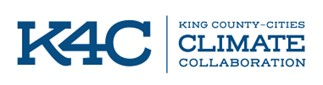 K4C
KING COUNTY-CITIES
CLIMATE
COLLABORATION